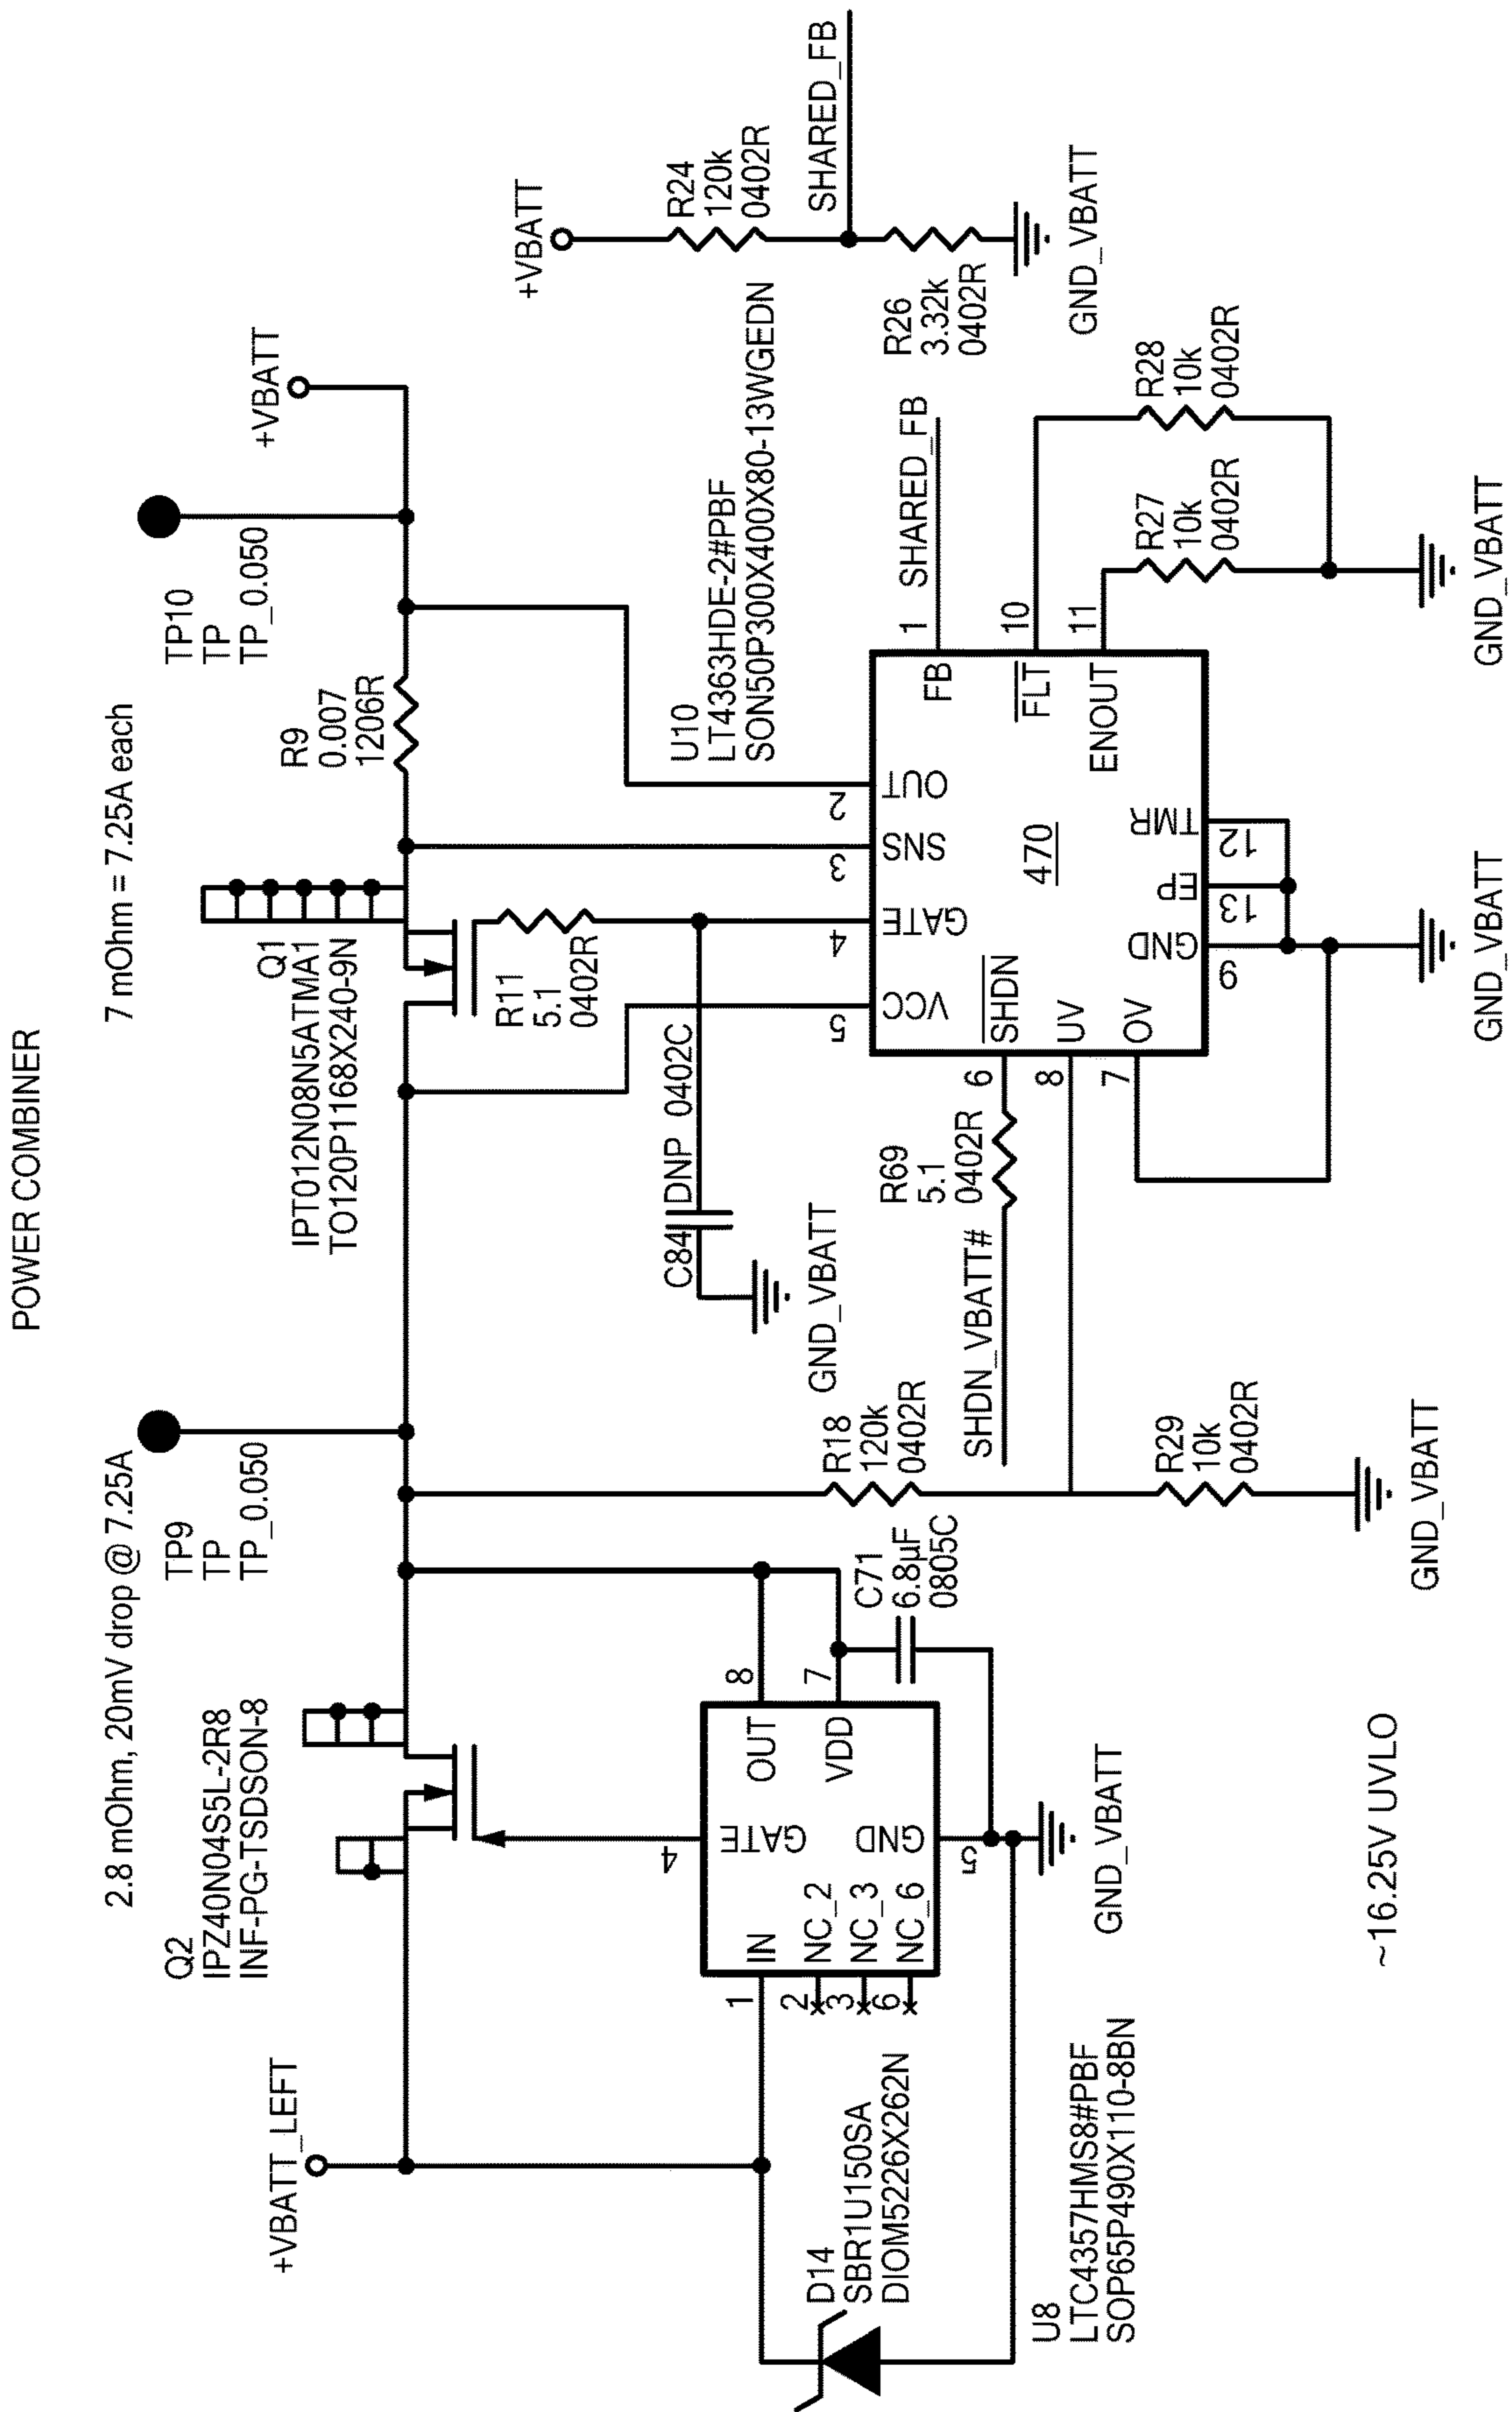 POWER COMBINER
2.8 mOhm, 20mV drop @ 7.25A
7 mOhm = 7.25A each
+VBATT_LEFT
Q2
IPZ40N04S5L-2R8
INF-PG-TSDSON-8
TP9
TP
TP_0.050
Q1
IPT012N08N5ATMA1
TO120P1168X240-9N
R9
0.007
1206R
TP10
TP
TP_0.050
+VBATT
+VBATT
R24
120k
0402R
SHARED_FB
R26
3.32k
0402R
GND_VBATT
R11
5.1
0402R
C84
DNP 0402C
GND_VBATT
U10
LT4363HDE-2#PBF
SON50P300X400X80-13WGEDN
5
4
3
2
VCC
GATE
SNS
OUT
470
6
SHDN
8
UV
7
OV
GND
EP
TMR
9
13
12
FB
FLT
ENOUT
1
10
11
SHARED_FB
R27
10k
0402R
R28
10k
0402R
GND_VBATT
GND_VBATT
R69
5.1
0402R
SHDN_VBATT#
R18
120k
0402R
R29
10k
0402R
GND_VBATT
D14
SBR1U150SA
DIOM5226X262N
1
IN
2
NC_2
3
NC_3
6
NC_6
4
GATE
GND
5
OUT
VDD
8
7
C71
6.8µF
0805C
GND_VBATT
U8
LTC4357HMS8#PBF
SOP65P490X110-8BN
~16.25V UVLO